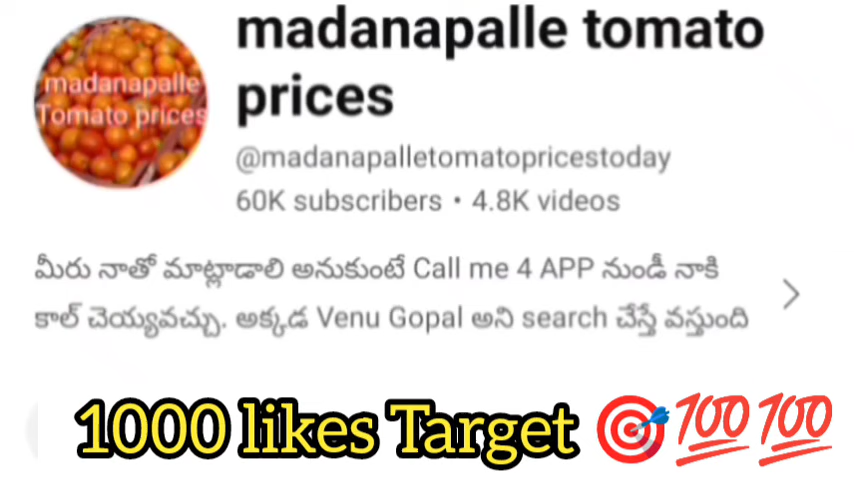 madanapalle
Tomato prices
madanapalle tomato
prices
@madanapalletomatopricestoday
60K subscribers • 4.8K videos
మీరు నాతో మాట్లాడాలి అనుకుంటే Call me 4 APP నుండీ నాకి
కాల్ చెయ్యవచ్చు. అక్కడ Venu Gopal అని search చేస్తే వస్తుంది
1000 likes Target 🎯💯💯